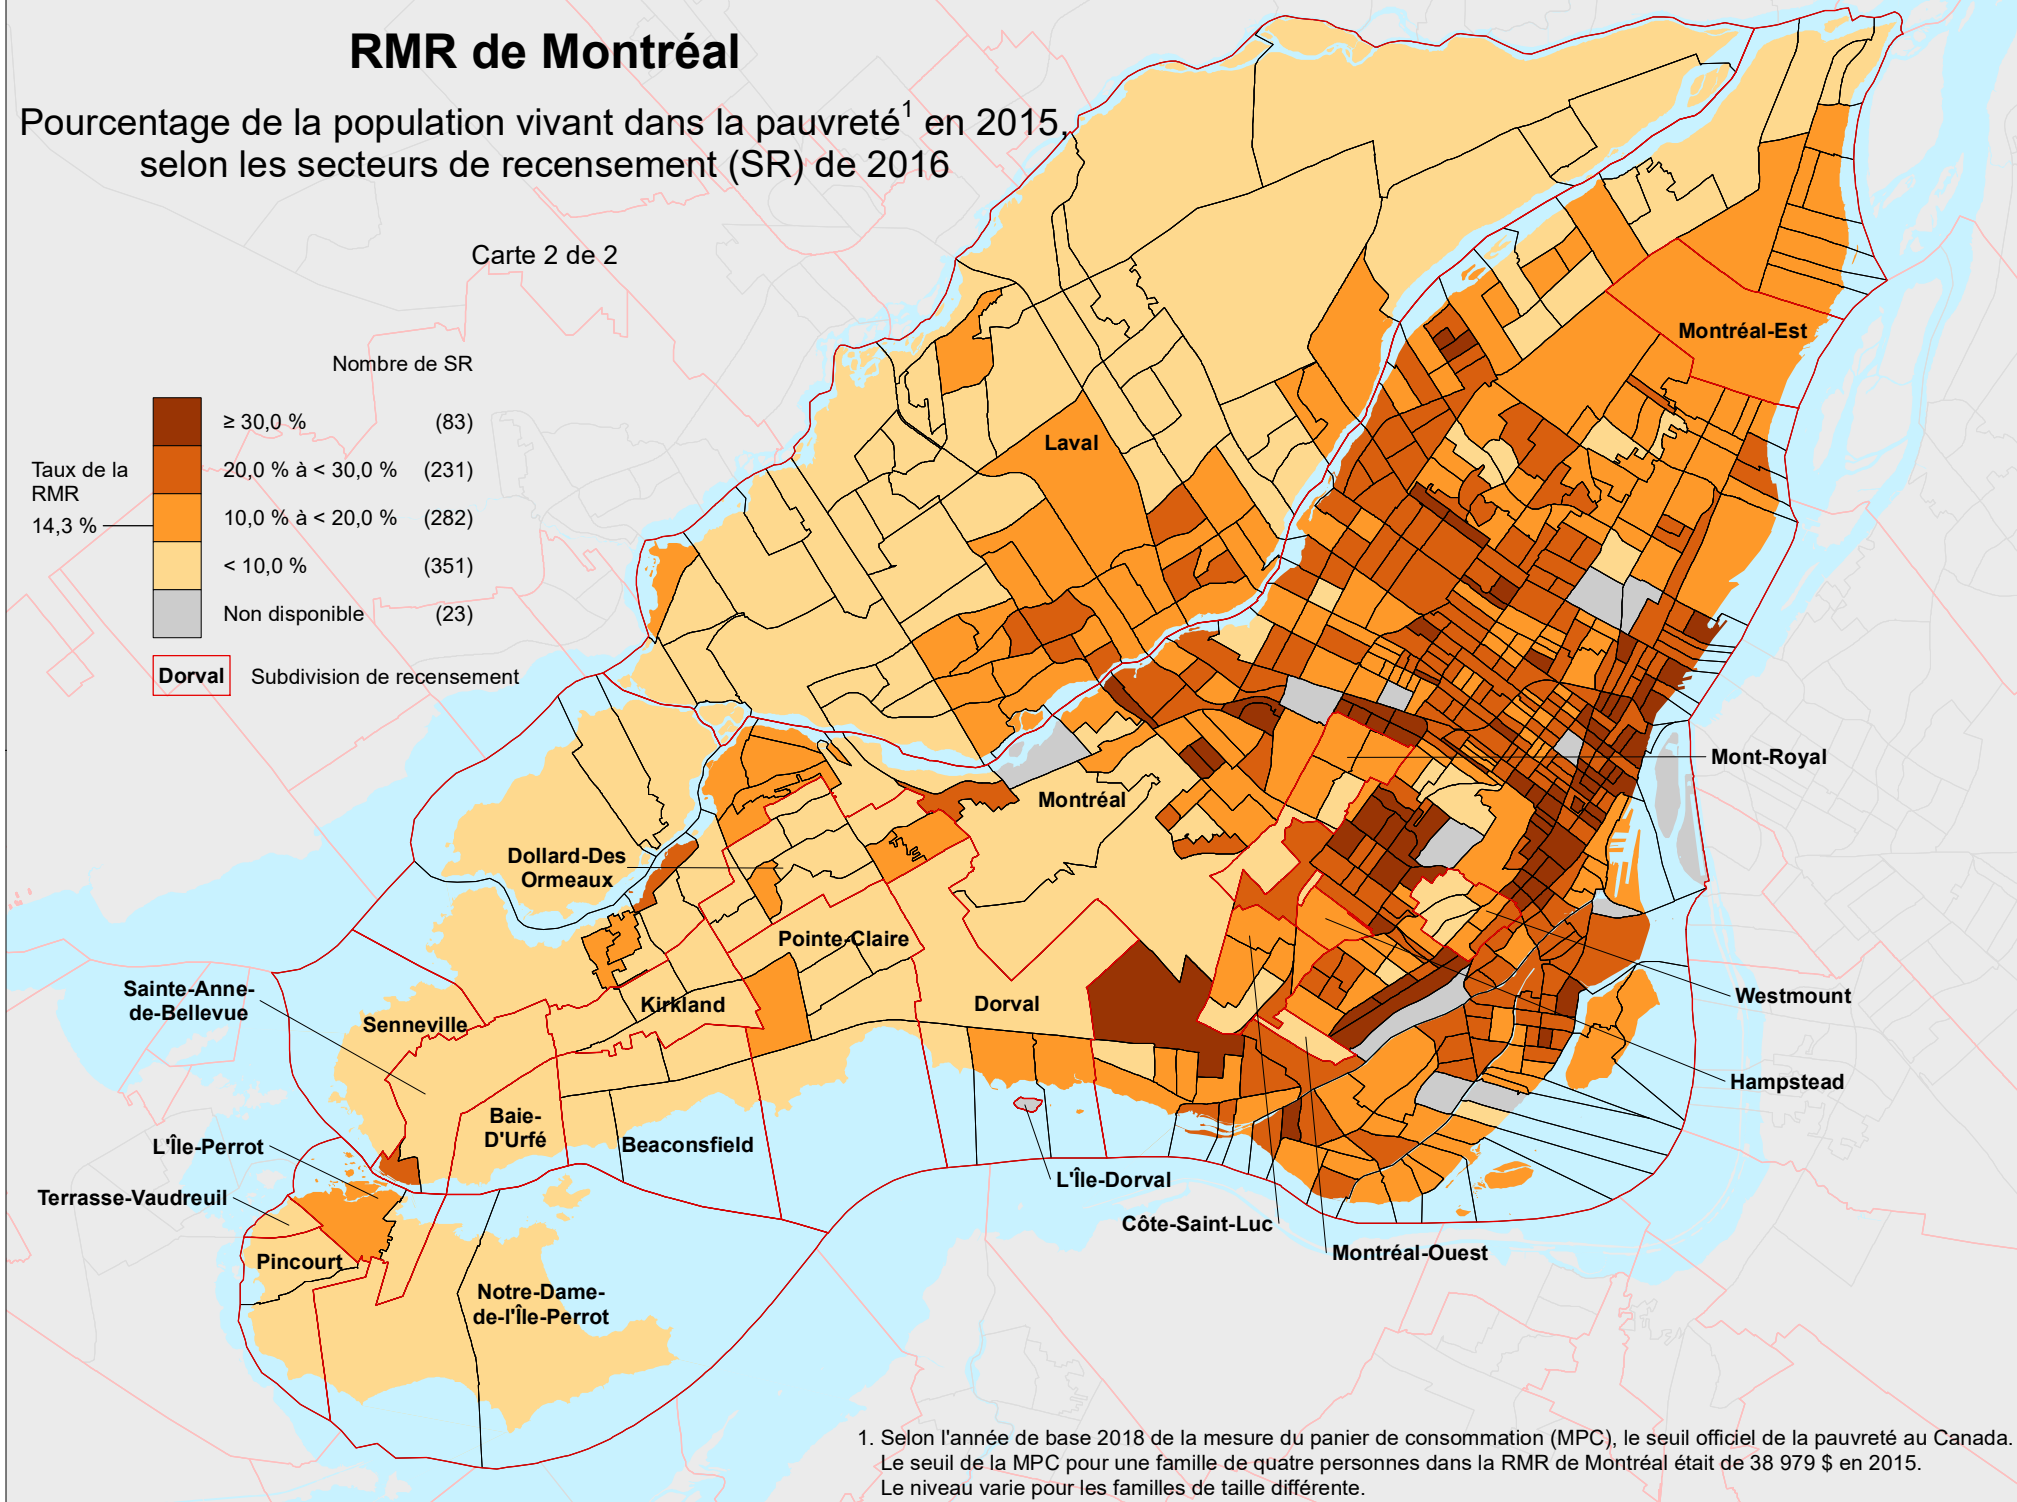 RMR de Montréal
Pourcentage de la population vivant dans la pauvreté¹ en 2015,
selon les secteurs de recensement (SR) de 2016
Carte 2 de 2
Nombre de SR
≥ 30,0 % (83)
20,0 % à < 30,0 % (231)
10,0 % à < 20,0 % (282)
< 10,0 % (351)
Non disponible (23)
Taux de la
RMR
14,3 %
Dorval Subdivision de recensement
Montréal-Est
Laval
Mont-Royal
Montréal
Dollard-Des
Ormeaux
Pointe-Claire
Sainte-Anne-
de-Bellevue
Senneville
Kirkland
Dorval
Westmount
Hampstead
Baie-
D'Urfé
Beaconsfield
L'Île-Perrot
L'Île-Dorval
Terrasse-Vaudreuil
Côte-Saint-Luc
Montréal-Ouest
Pincourt
Notre-Dame-
de-l'Île-Perrot
1. Selon l'année de base 2018 de la mesure du panier de consommation (MPC), le seuil officiel de la pauvreté au Canada.
Le seuil de la MPC pour une famille de quatre personnes dans la RMR de Montréal était de 38 979 $ en 2015.
Le niveau varie pour les familles de taille différente.